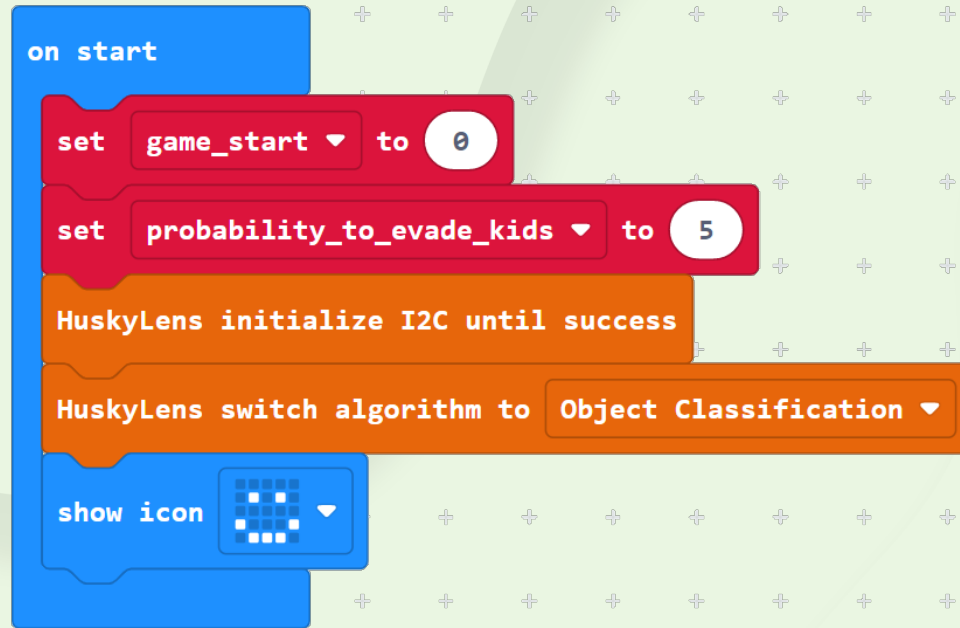 on start
set game_start to 0
set probability_to_evade_kids to 5
HuskyLens initialize I2C until success
HuskyLens switch algorithm to Object Classification
show icon